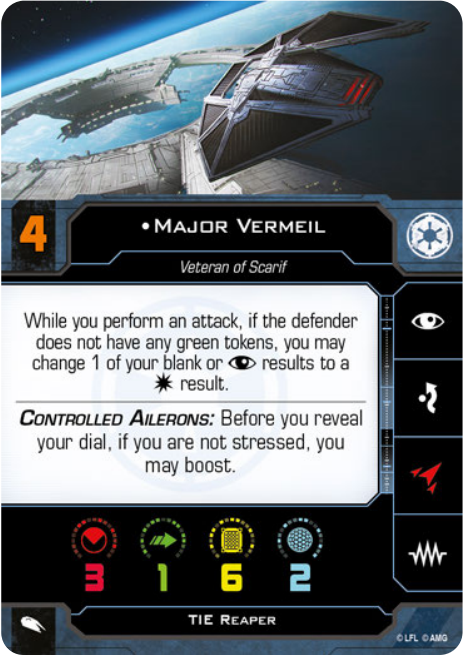 4
•Major Vermeil
Veteran of Scarif
While you perform an attack, if the defender
does not have any green tokens, you may
change 1 of your blank or results to a
result.
Controlled Ailerons: Before you reveal
your dial, if you are not stressed, you
may boost.
3 1 6 2
TIE Reaper
©LFL ©AMG